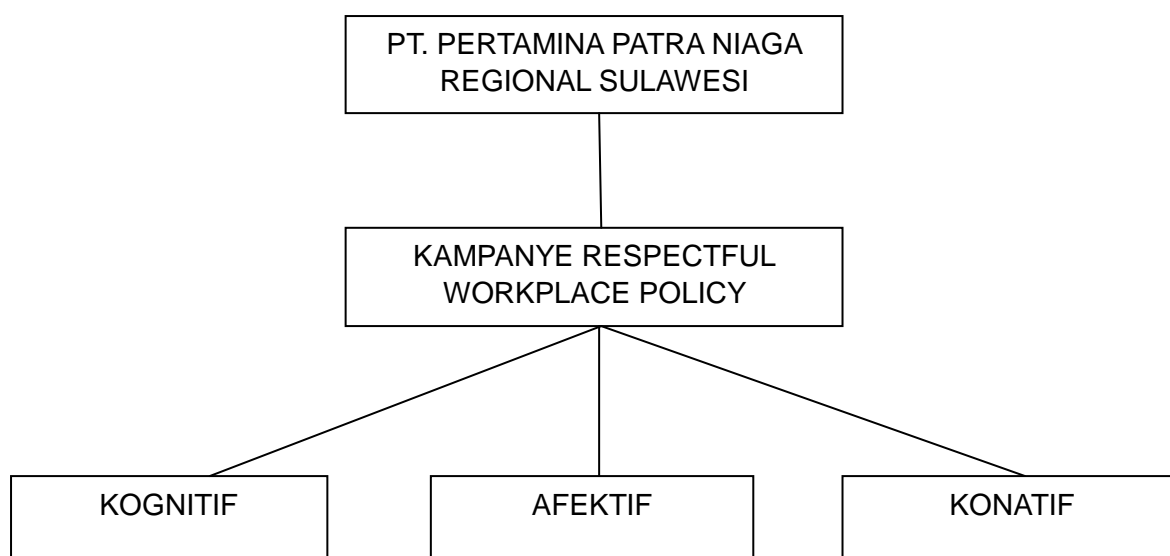 PT. PERTAMINA PATRA NIAGA
REGIONAL SULAWESI
KAMPANYE RESPECTFUL
WORKPLACE POLICY
KOGNITIF
AFEKTIF
KONATIF